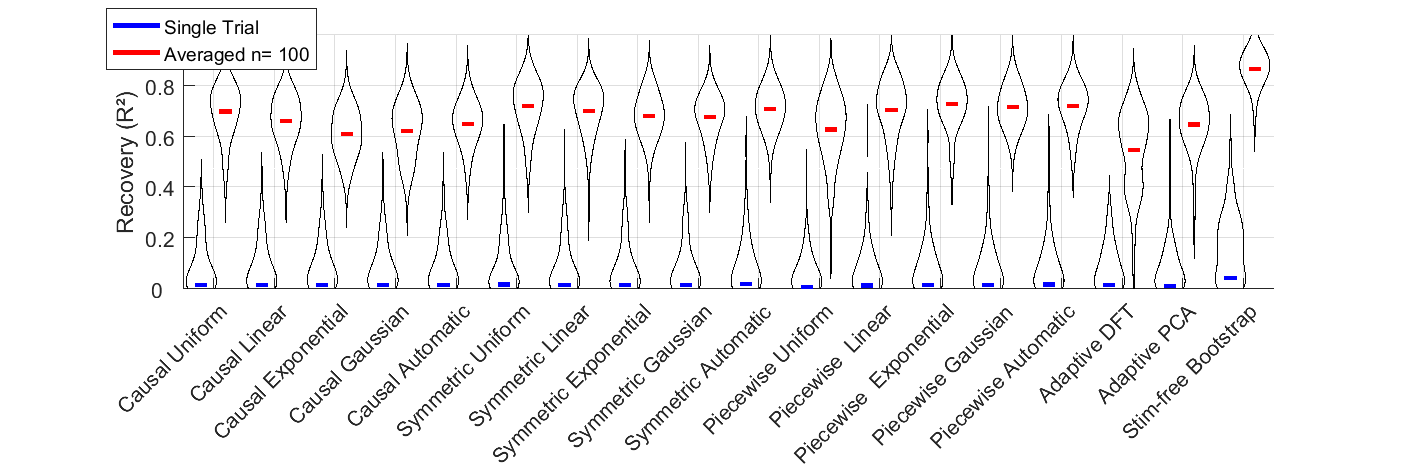 Single Trial
Averaged n= 100
Recovery (R²)
0.8
0.6
0.4
0.2
0
Causal Uniform
Causal Linear
Causal Exponential
Causal Gaussian
Causal Automatic
Symmetric Uniform
Symmetric Linear
Symmetric Exponential
Symmetric Gaussian
Symmetric Automatic
Piecewise Uniform
Piecewise Linear
Piecewise Exponential
Piecewise Gaussian
Piecewise Automatic
Adaptive DFT
Adaptive PCA
Stim-free Bootstrap